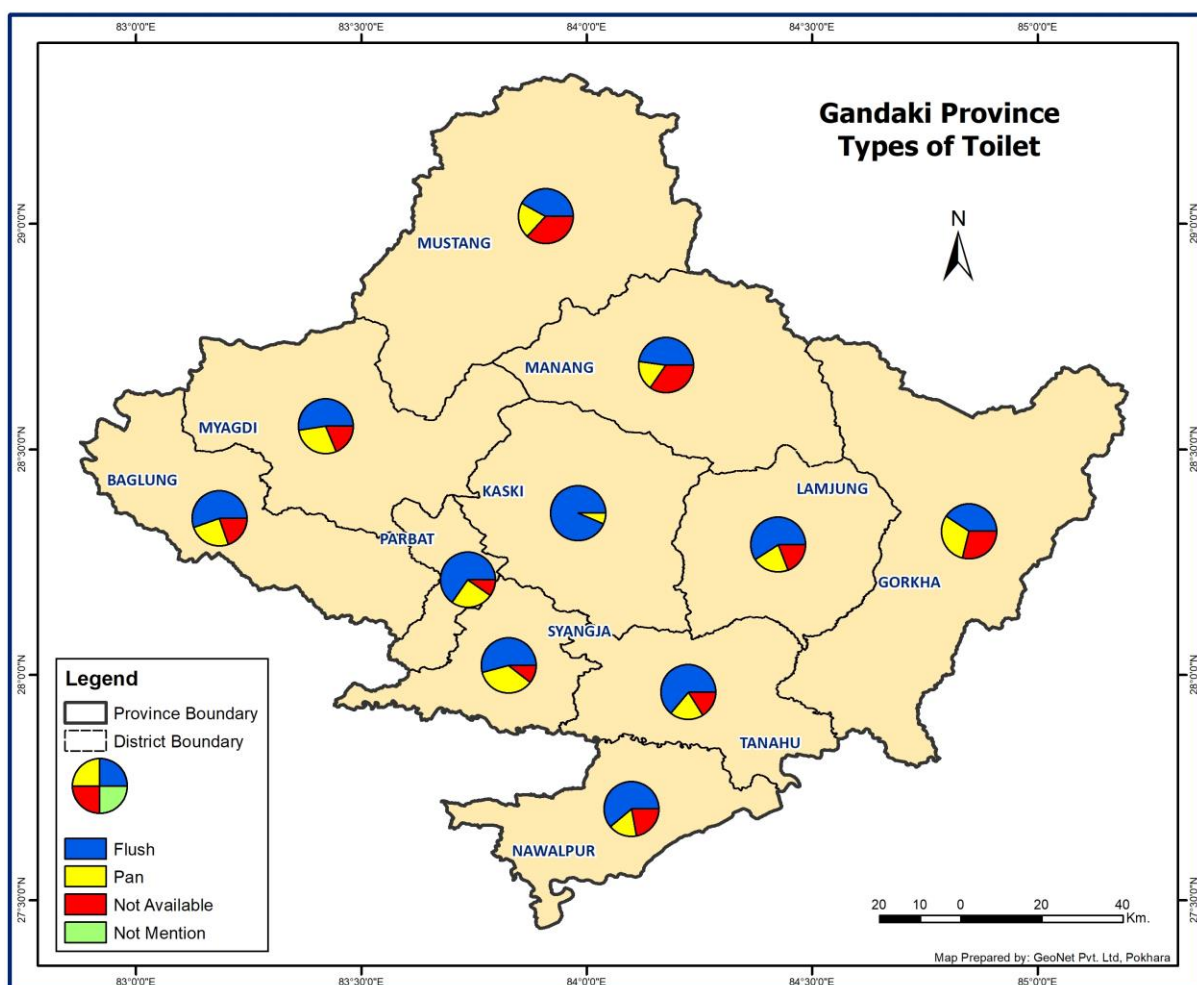 83°0'0"E
83°30'0"E
84°0'0"E
84°30'0"E
85°0'0"E
Gandaki Province
Types of Toilet
N
29°0'0"N
29°0'0"N
MUSTANG
MANANG
MYAGDI
28°30'0"N
28°30'0"N
BAGLUNG
KASKI
LAMJUNG
PARBAT
GORKHA
SYANGJA
28°0'0"N
28°0'0"N
TANAHU
NAWALPUR
Legend
Province Boundary
District Boundary
Flush
Pan
Not Available
Not Mention
27°30'0"N
27°30'0"N
20 10 0 20 40
Km.
Map Prepared by: GeoNet Pvt. Ltd, Pokhara
83°0'0"E
83°30'0"E
84°0'0"E
84°30'0"E
85°0'0"E